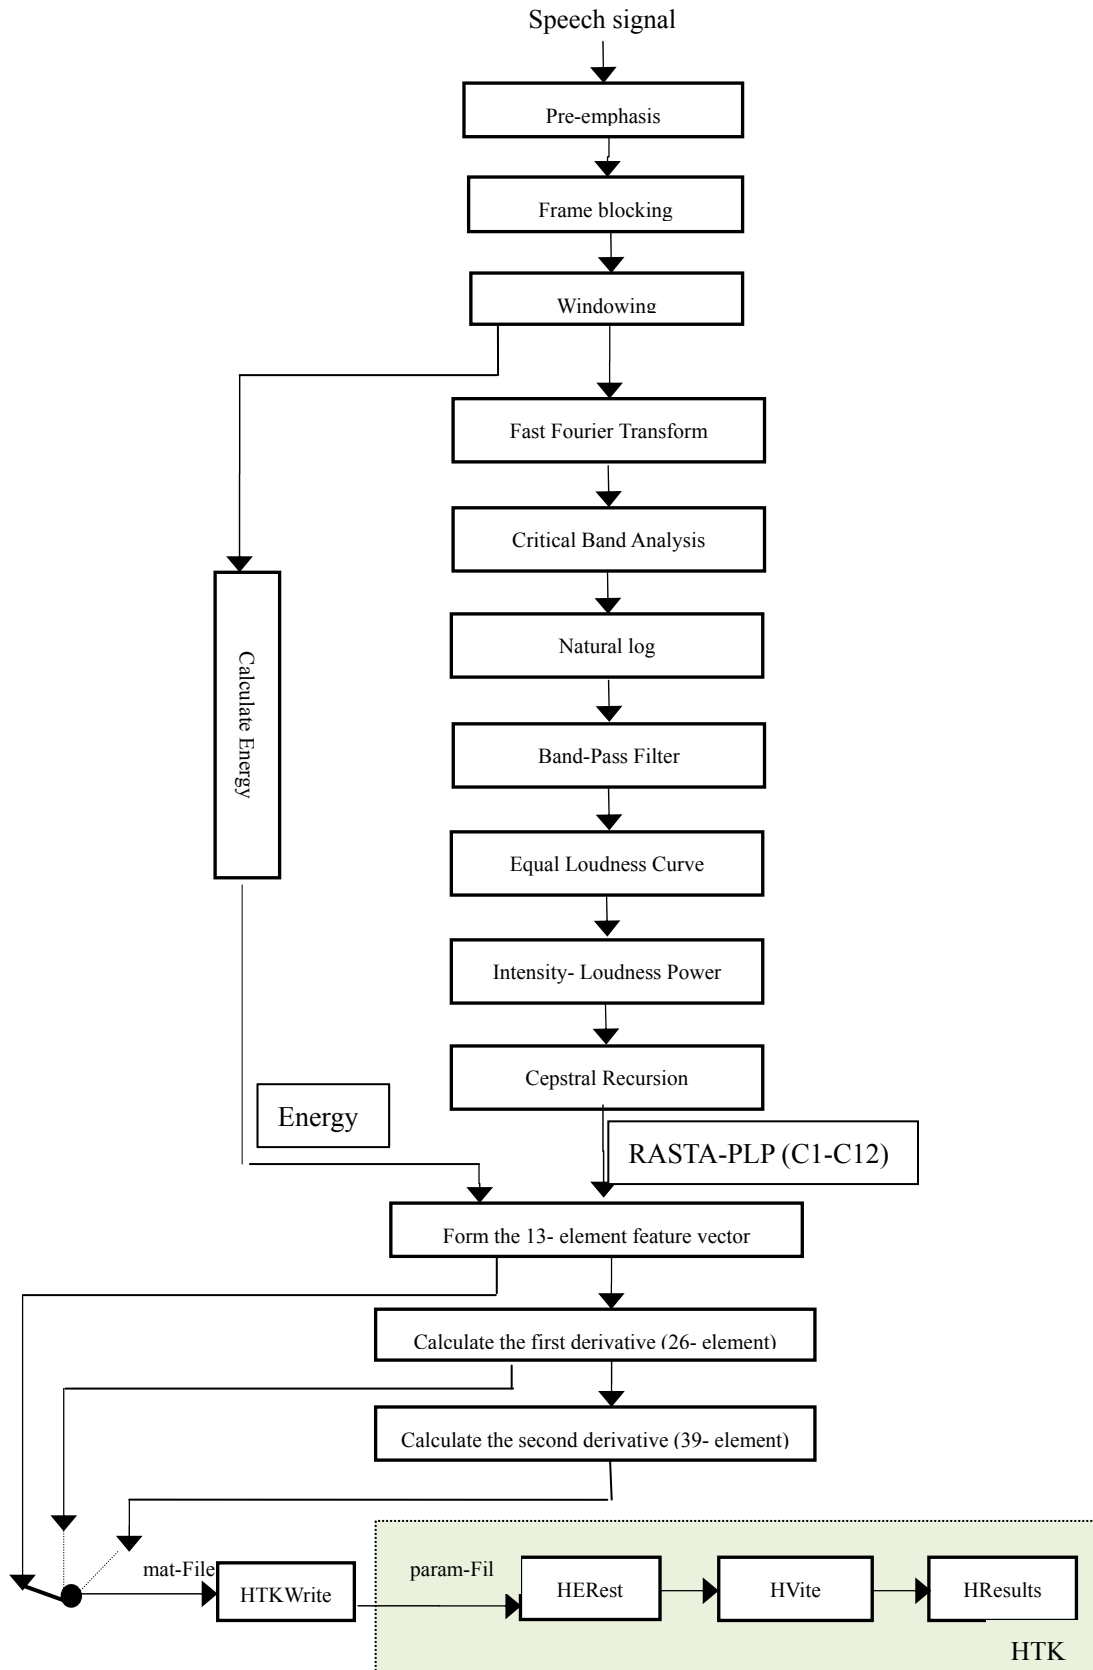 Speech signal
Pre-emphasis
Frame blocking
Windowing
Fast Fourier Transform
Critical Band Analysis
Natural log
Calculate Energy
Band-Pass Filter
Equal Loudness Curve
Intensity- Loudness Power
Cepstral Recursion
Energy
RASTA-PLP (C1-C12)
Form the 13- element feature vector
Calculate the first derivative (26- element)
Calculate the second derivative (39- element)
mat-File
HTKWrite
param-Fil
HERest
HVite
HResults
HTK